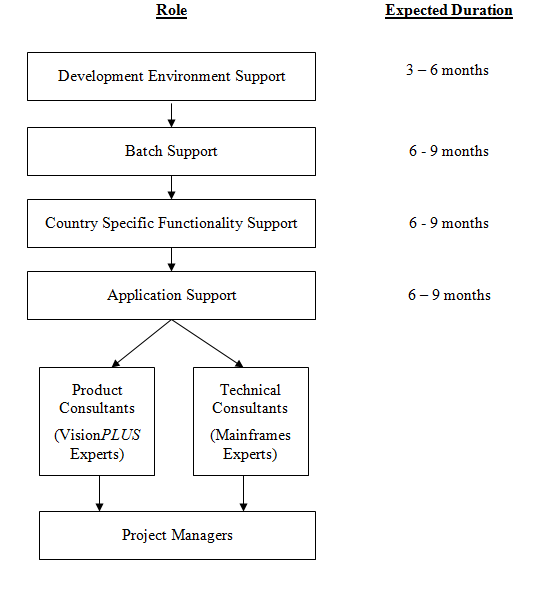 Role Expected Duration
Development Environment Support 3 – 6 months
Batch Support 6 - 9 months
Country Specific Functionality Support 6 - 9 months
Application Support 6 – 9 months
Product
Consultants
(VisionPLUS
Experts)
Technical
Consultants
(Mainframes
Experts)
Project Managers